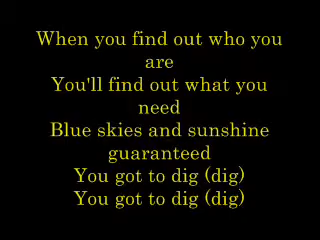 When you find out who you
are
You'll find out what you
need
Blue skies and sunshine
guaranteed
You got to dig (dig)
You got to dig (dig)